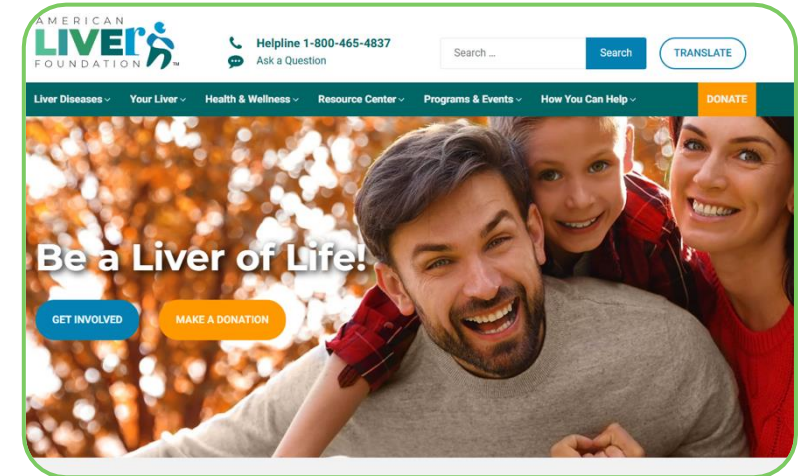 AMERICAN
LIVER
FOUNDATION™
Helpline 1-800-465-4837
Ask a Question
Search ...
Search
TRANSLATE
Liver Diseases
Your Liver
Health & Wellness
Resource Center
Programs & Events
How You Can Help
DONATE
Be a Liver of Life!
GET INVOLVED
MAKE A DONATION